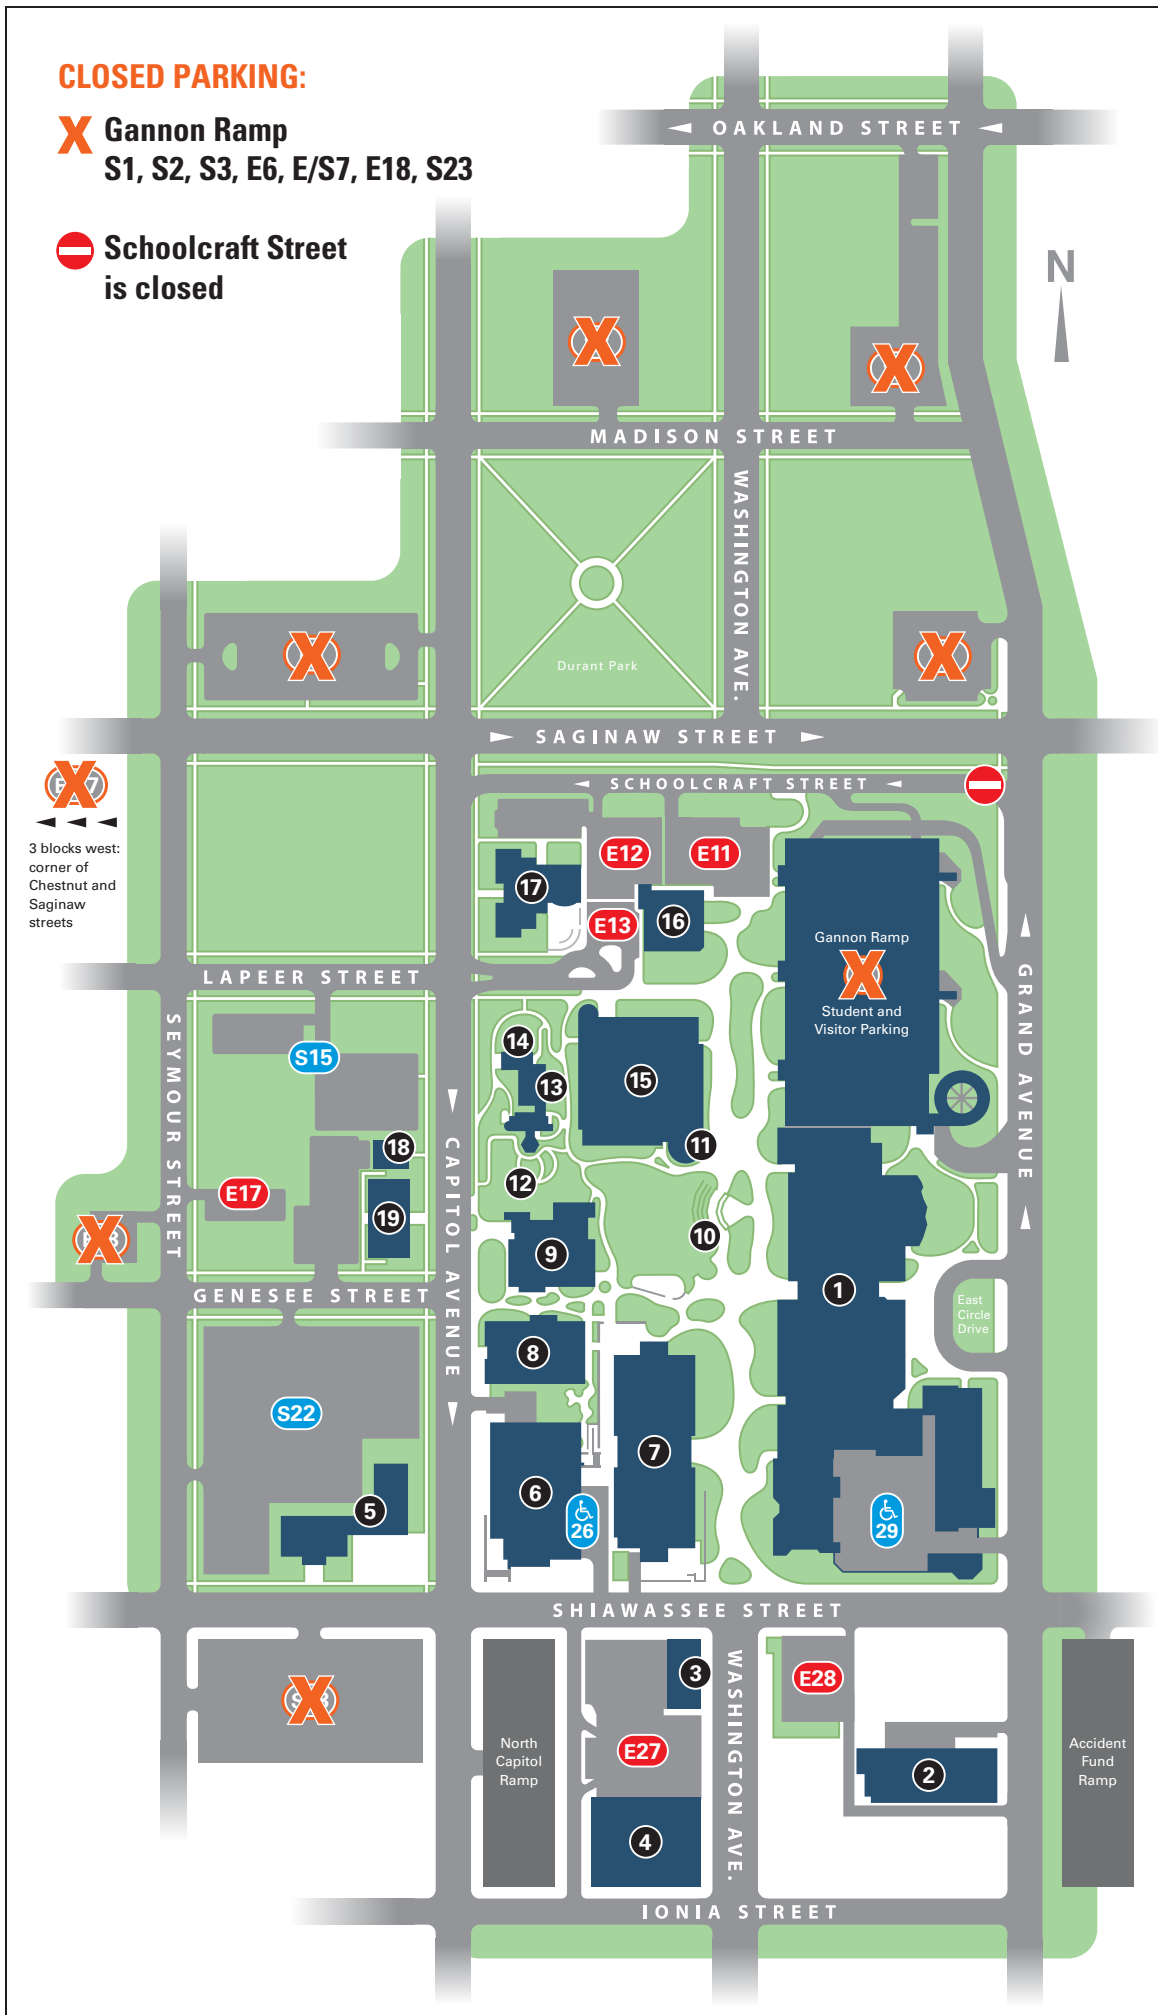 CLOSED PARKING:
X Gannon Ramp
S1, S2, S3, E6, E/S7, E18, S23
Schoolcraft Street
is closed
OAKLAND STREET
N
MADISON STREET
WASHINGTON AVE.
Durant Park
SAGINAW STREET
SCHOOLCRAFT STREET
3 blocks west:
corner of
Chestnut and
Saginaw
streets
E12
E11
17
E13
16
Gannon Ramp
Student and
Visitor Parking
LAPEER STREET
GRAND AVENUE
SEYMOUR STREET
S15
14
13
15
CAPITOL AVENUE
18
11
E17
12
19
10
9
GENESEE STREET
1
East
Circle
Drive
8
S22
7
6
5
26
29
SHIAWASSEE STREET
3
E28
WASHINGTON AVE.
North
Capitol
Ramp
E27
2
Accident
Fund
Ramp
4
IONIA STREET